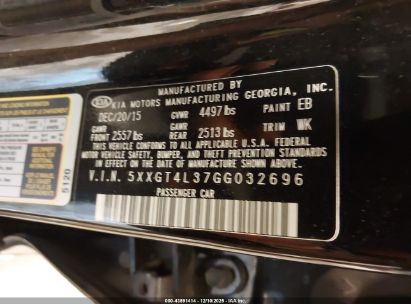 MANUFACTURED BY
KIA KIA MOTORS MANUFACTURING GEORGIA, INC.
DEC/20/15 GVWR 4497 lbs PAINT EB
GAWR FRONT 2557 lbs GAWR REAR 2513 lbs TRIM WK
THIS VEHICLE CONFORMS TO ALL APPLICABLE U.S.A. FEDERAL
MOTOR VEHICLE SAFETY, BUMPER, AND THEFT PREVENTION
STANDARDS IN EFFECT ON THE DATE OF MANUFACTURE SHOWN ABOVE.
V.I.N. 5XXGT4L37GG032696
PASSENGER CAR
5120